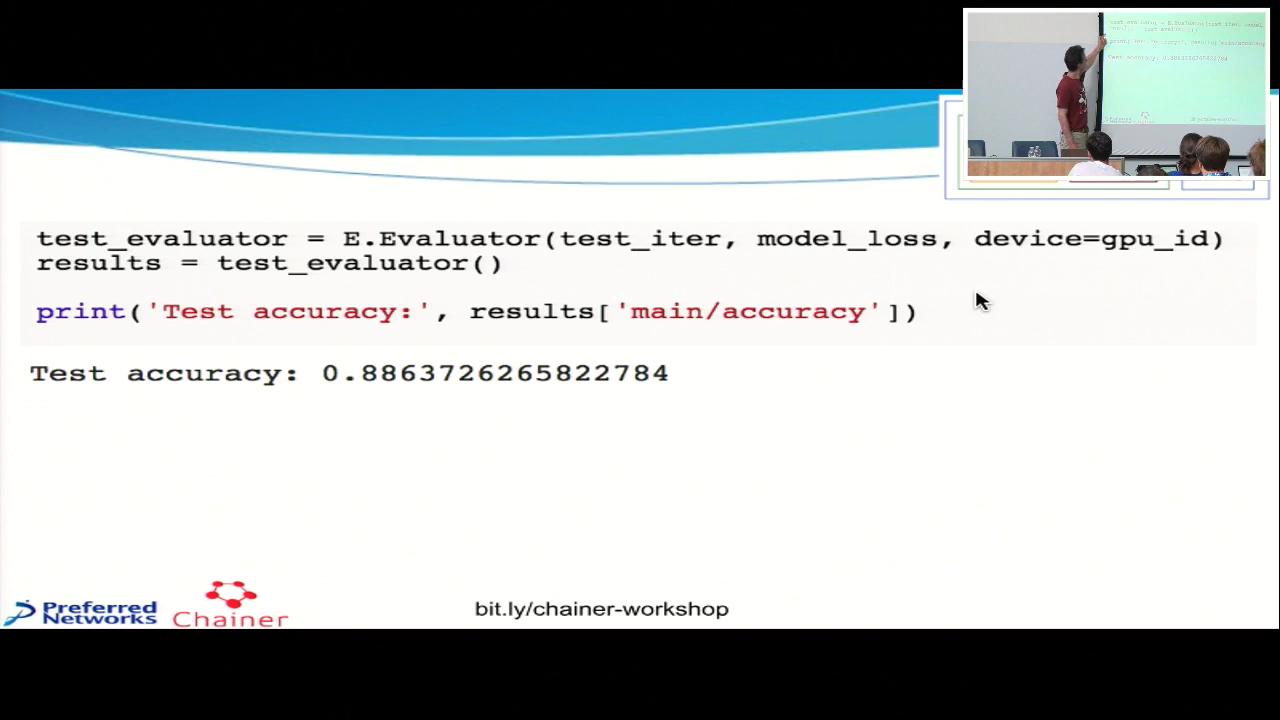 test_evaluator = E.Evaluator(test_iter, model_loss, device=gpu_id)
results = test_evaluator()
print('Test accuracy:', results['main/accuracy'])
Test accuracy: 0.8863726265822784
Preferred
Networks
Chainer
bit.ly/chainer-workshop